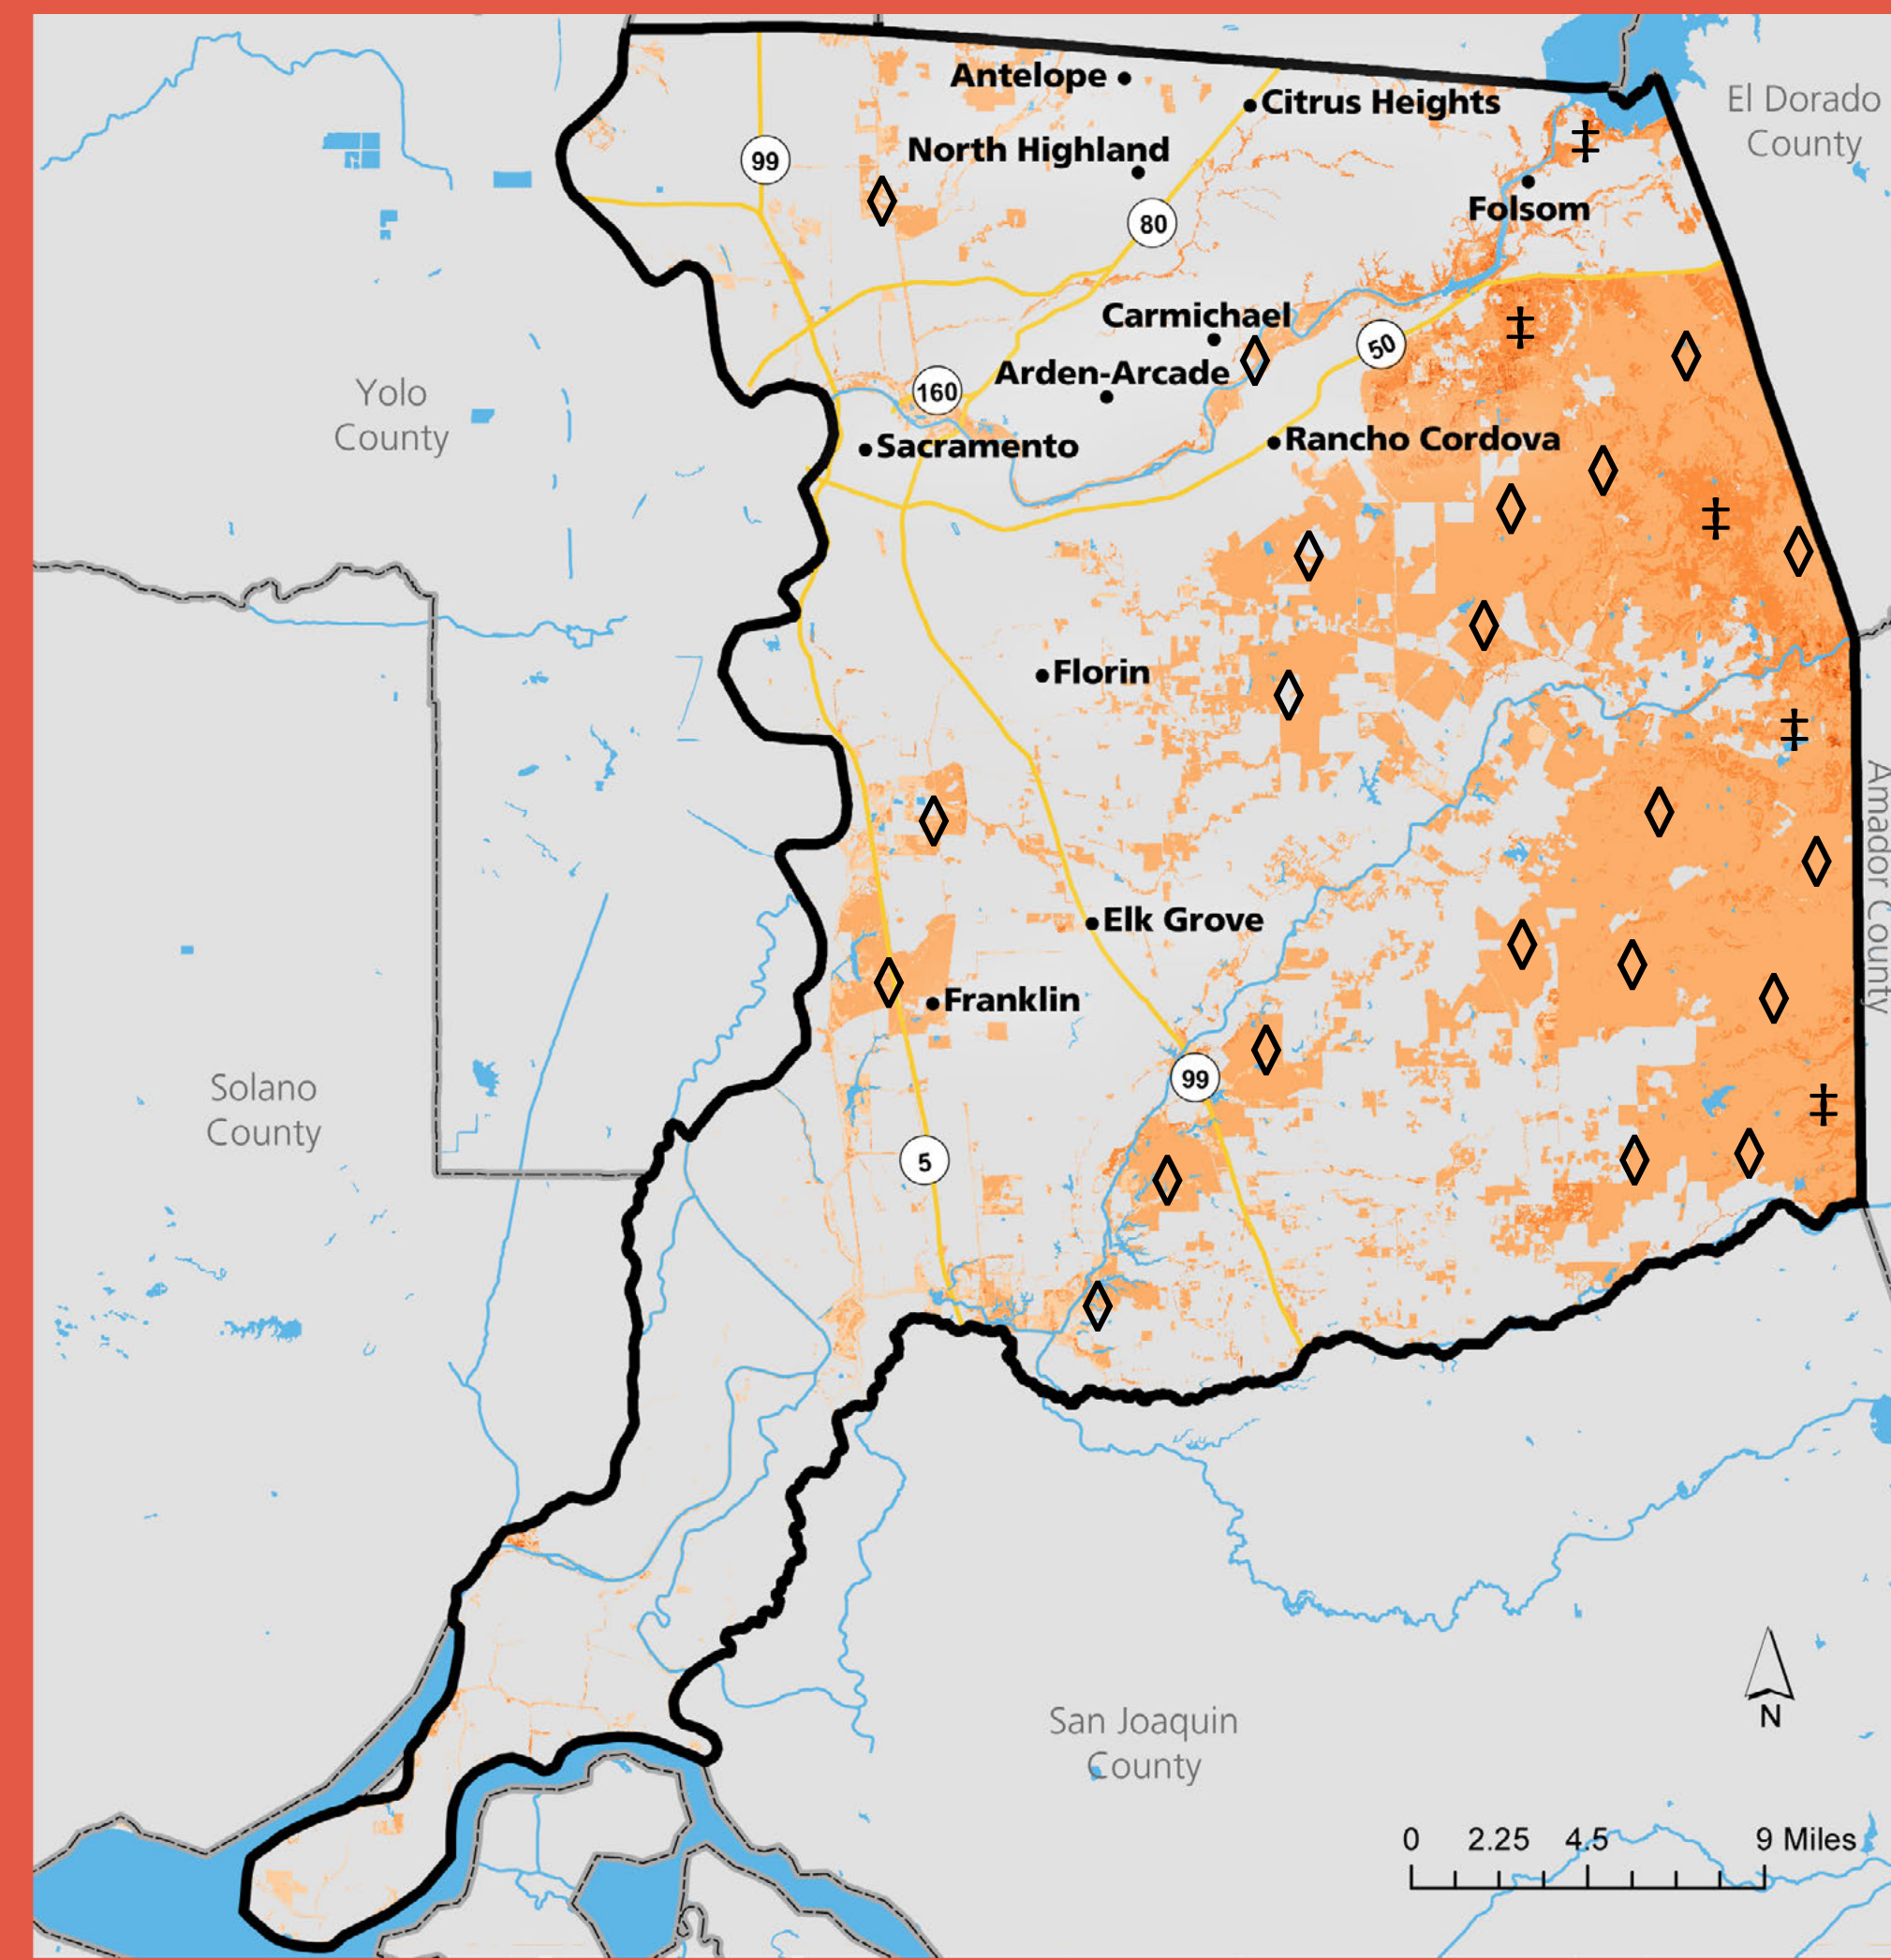 Antelope
Citrus Heights
El Dorado
County
North Highland
99
80
Folsom
Carmichael
50
Yolo
County
160
Arden-Arcade
Sacramento
Rancho Cordova
Florin
Amador County
Elk Grove
Franklin
99
Solano
County
5
San Joaquin
County
N
0 2.25 4.5 9 Miles